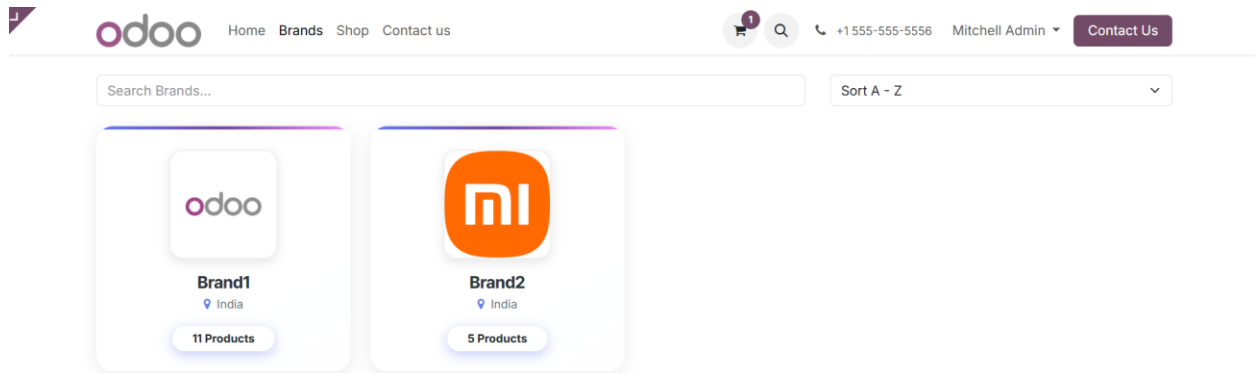 odoo Home Brands Shop Contact us 1 +1 555-555-5556 Mitchell Admin Contact Us
Search Brands... Sort A - Z
odoo mi
Brand1 Brand2
India India
11 Products 5 Products